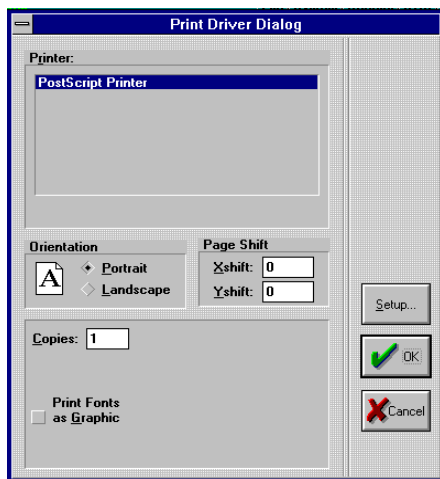 Print Driver Dialog
Printer:
PostScript Printer
Orientation
A
Portrait
Landscape
Page Shift
Xshift: 0
Yshift: 0
Copies: 1
Print Fonts
as Graphic
Setup...
OK
Cancel